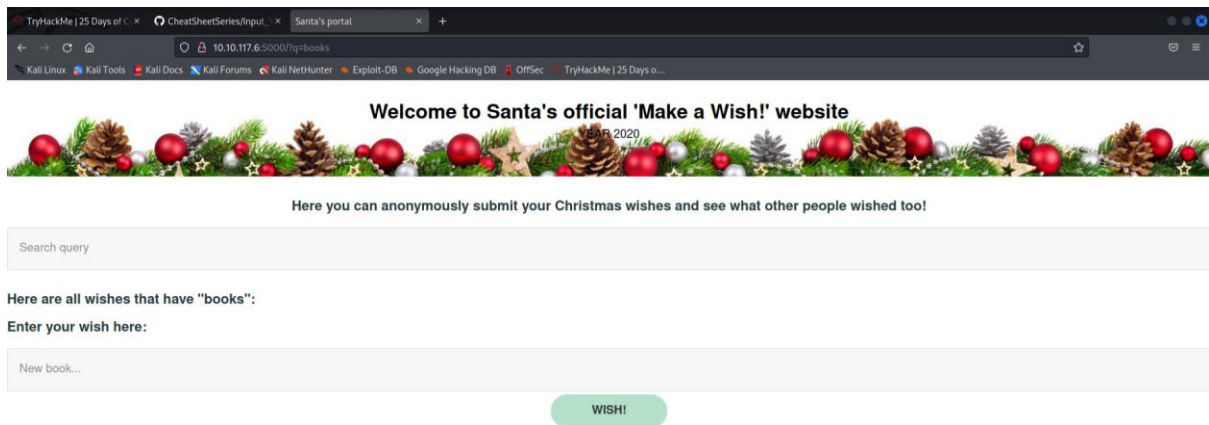 TryHackMe | 25 Days of C
CheatSheetSeries/Input_
Santa's portal
10.10.117.6:5000/?q=books
Kali Linux Kali Tools Kali Docs Kali Forums Kali NetHunter Exploit-DB Google Hacking DB OffSec TryHackMe | 25 Days o...
Welcome to Santa's official 'Make a Wish!' website
YEAR 2020
Here you can anonymously submit your Christmas wishes and see what other people wished too!
Search query
Here are all wishes that have "books":
Enter your wish here:
New book...
WISH!